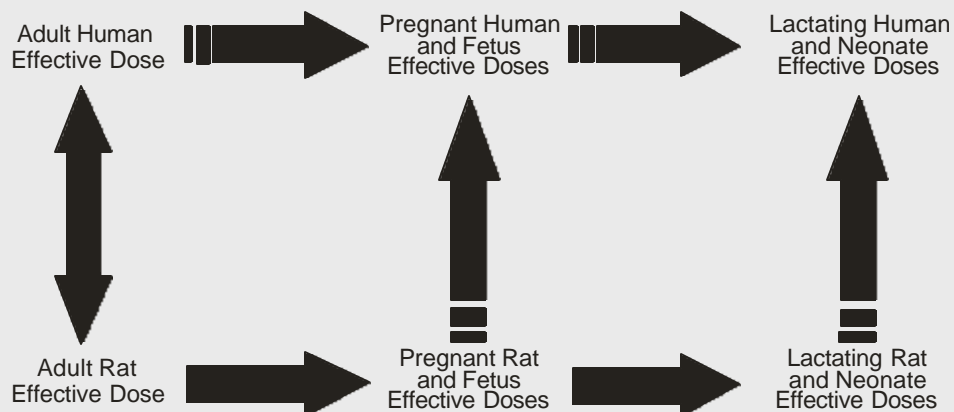 Adult Human
Effective Dose
Pregnant Human
and Fetus
Effective Doses
Lactating Human
and Neonate
Effective Doses
Adult Rat
Effective Dose
Pregnant Rat
and Fetus
Effective Doses
Lactating Rat
and Neonate
Effective Doses